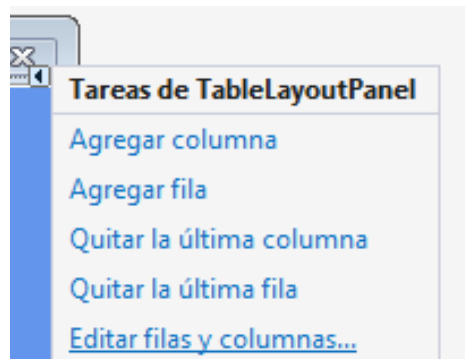 Tareas de TableLayoutPanel
Agregar columna
Agregar fila
Quitar la última columna
Quitar la última fila
Editar filas y columnas...